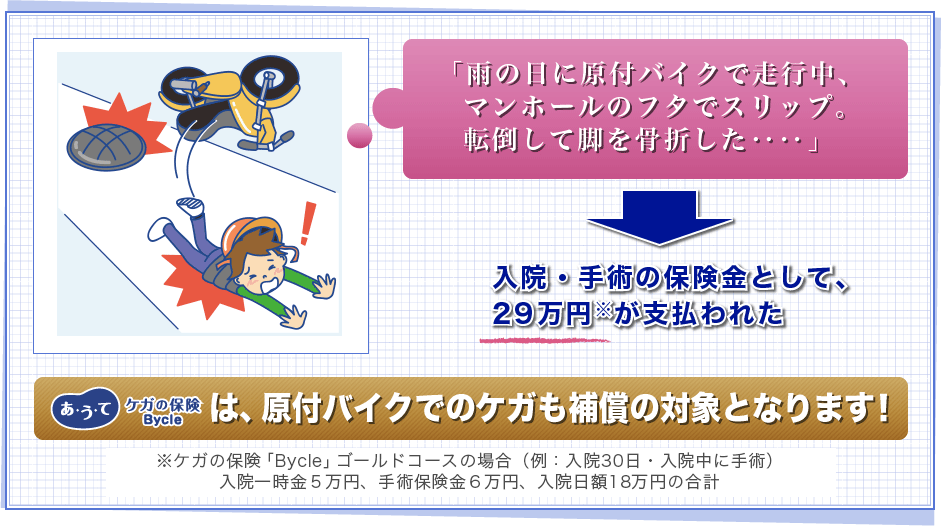 「雨の日に原付バイクで走行中、
マンホールのフタでスリップ。
転倒して脚を骨折した‥‥」
入院・手術の保険金として、
29万円※が支払われた
あ・う・て ケガの保険 Bycle は、原付バイクでのケガも補償の対象となります!
※ケガの保険「Bycle」ゴールドコースの場合（例：入院30日・入院中に手術）
入院一時金５万円、手術保険金６万円、入院日額18万円の合計